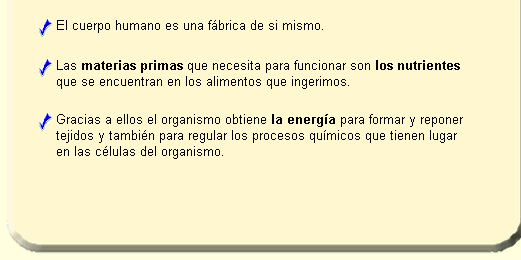 El cuerpo humano es una fábrica de si mismo.
Las materias primas que necesita para funcionar son los nutrientes
que se encuentran en los alimentos que ingerimos.
Gracias a ellos el organismo obtiene la energía para formar y reponer
tejidos y también para regular los procesos químicos que tienen lugar
en las células del organismo.